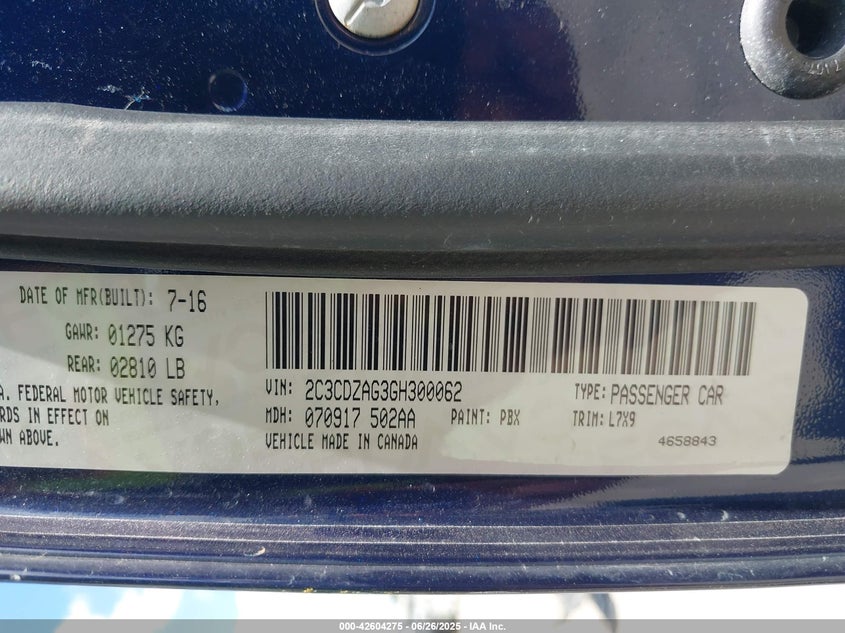 DATE OF MFR(BUILT): 7-16
GAWR: 01275 KG
REAR: 02810 LB
A. FEDERAL MOTOR VEHICLE SAFETY,
RDS IN EFFECT ON
WN ABOVE.
VIN: 2C3CDZAG3GH300062
TYPE: PASSENGER CAR
MDH: 070917 502AA
PAINT: PBX
TRIM: L7X9
VEHICLE MADE IN CANADA
4658843
000-42604275 - 06/26/2025 - IAA Inc.